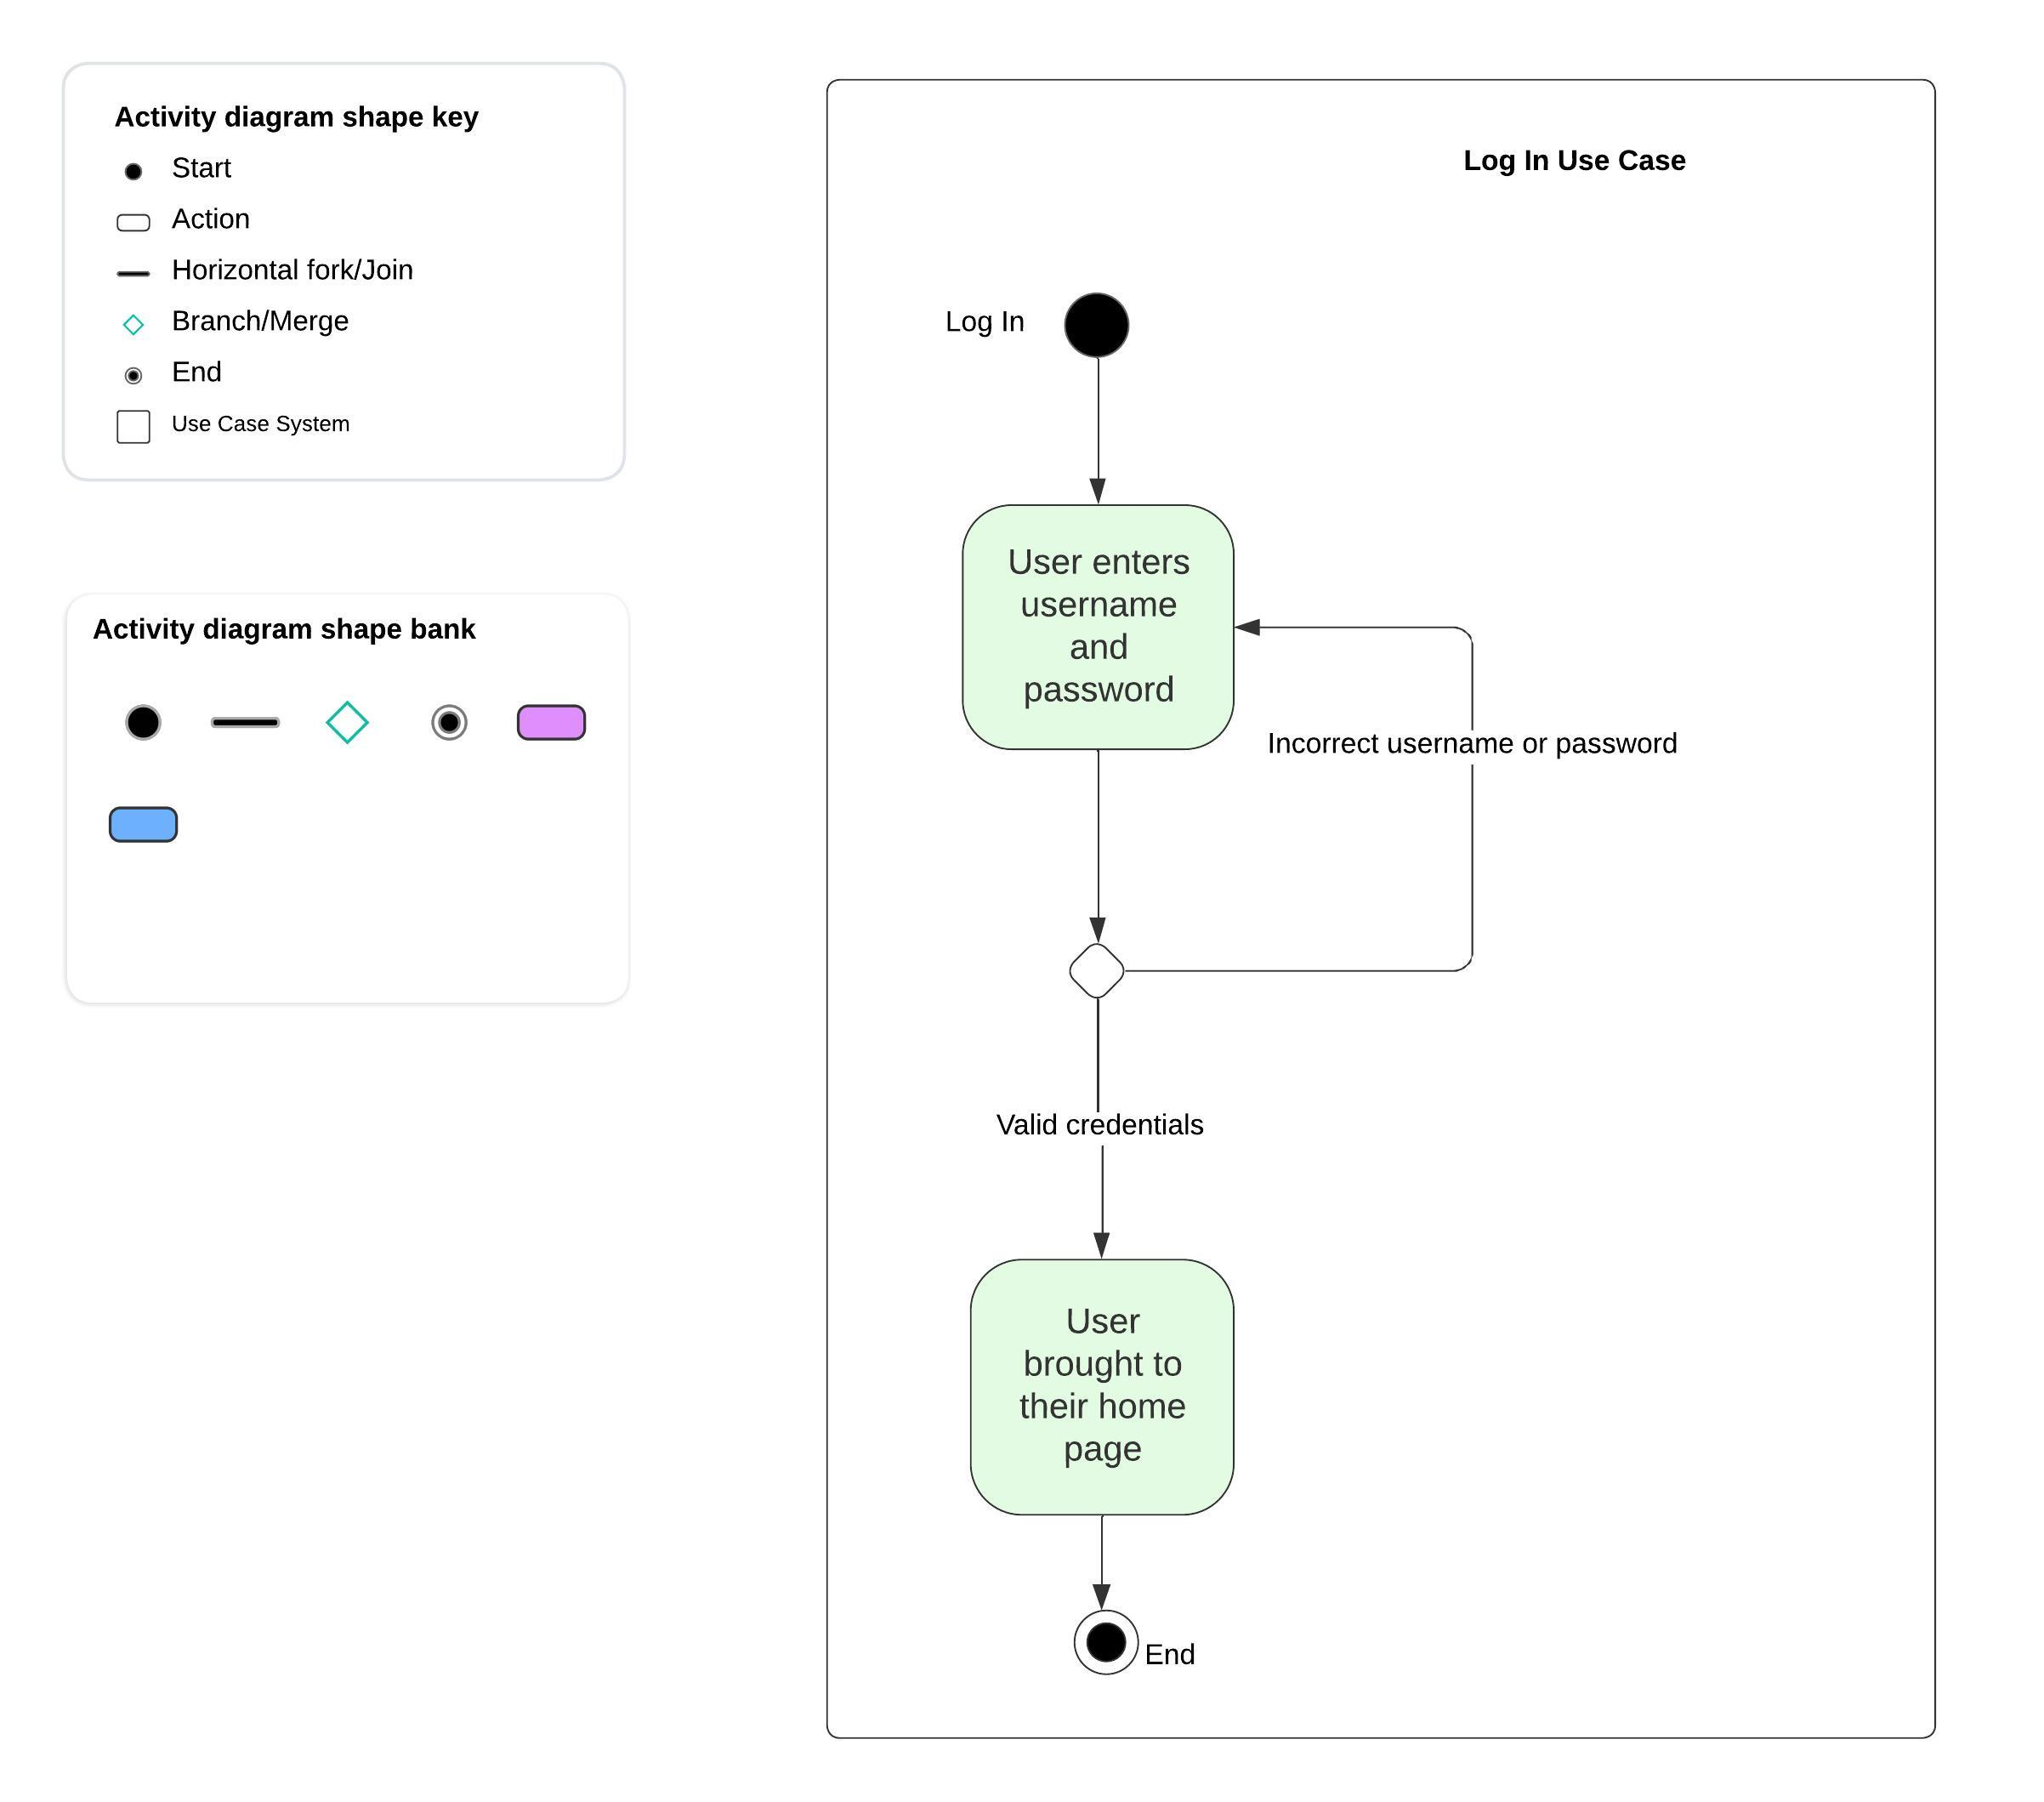 Activity diagram shape key
Start
Action
Horizontal fork/Join
Branch/Merge
End
Use Case System
Activity diagram shape bank
Log In Use Case
Log In
User enters
username
and
password
Incorrect username or password
Valid credentials
User
brought to
their home
page
End